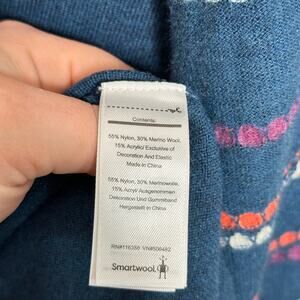 Contents:
55% Nylon, 30% Merino Wool,
15% Acrylic/ Exclusive of
Decoration And Elastic
Made in China
55% Nylon, 30% Merinowolle,
15% Acryl/ Ausgenommen
Dekoration Und Gummiband
Hergestellt in China
RN#116359 VN#506482
Smartwool